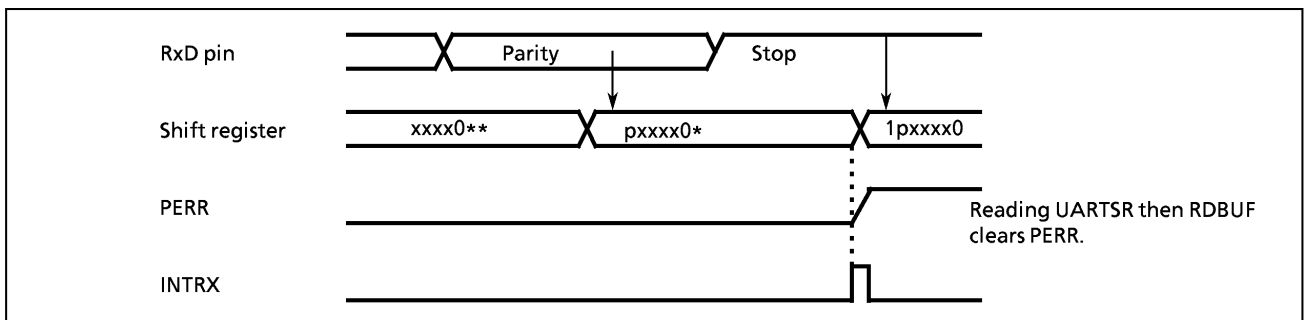 RxD pin
Parity
Stop
Shift register
xxxx0**
pxxxx0*
1pxxxx0
PERR
Reading UARTSR then RDBUF
clears PERR.
INTRX